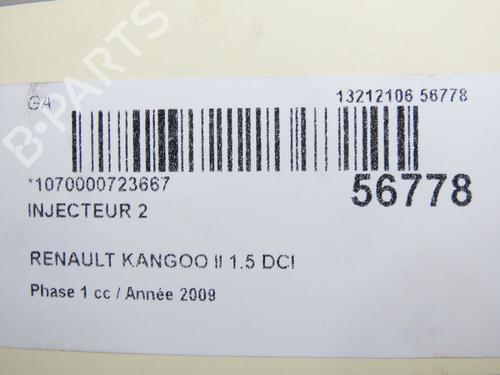 GA
13212106 56778
*1070000723667
56778
INJECTEUR 2
RENAULT KANGOO II 1.5 DCI
Phase 1 cc / Année 2009
B-PARTS